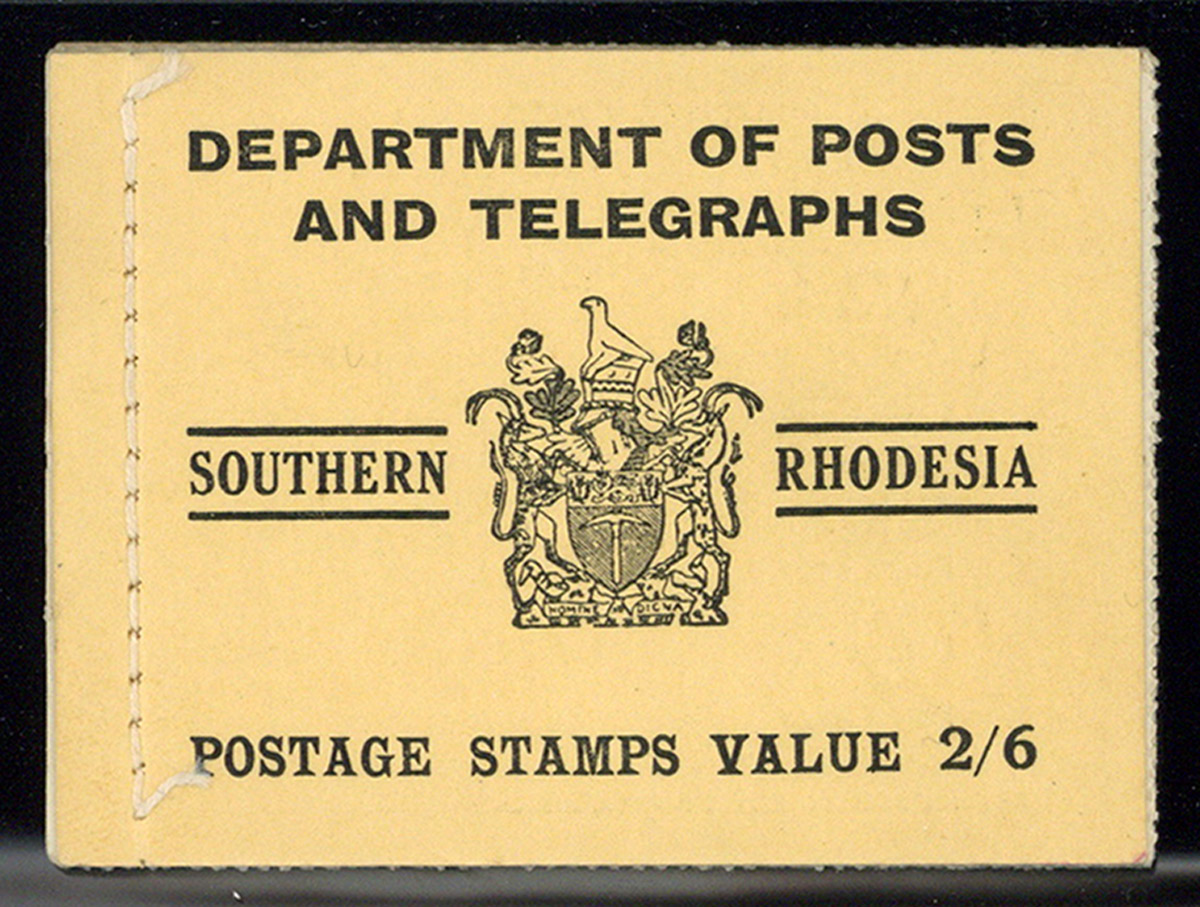 DEPARTMENT OF POSTS
AND TELEGRAPHS
SOUTHERN RHODESIA
NOMINE DIGNA
POSTAGE STAMPS VALUE 2/6